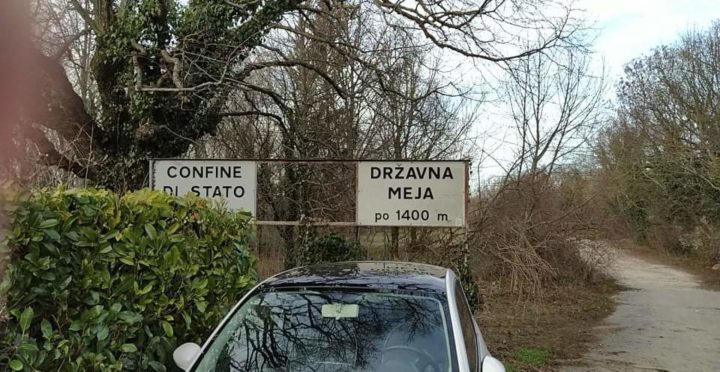 CONFINE
DI STATO
DRŽAVNA
MEJA
po 1400 m